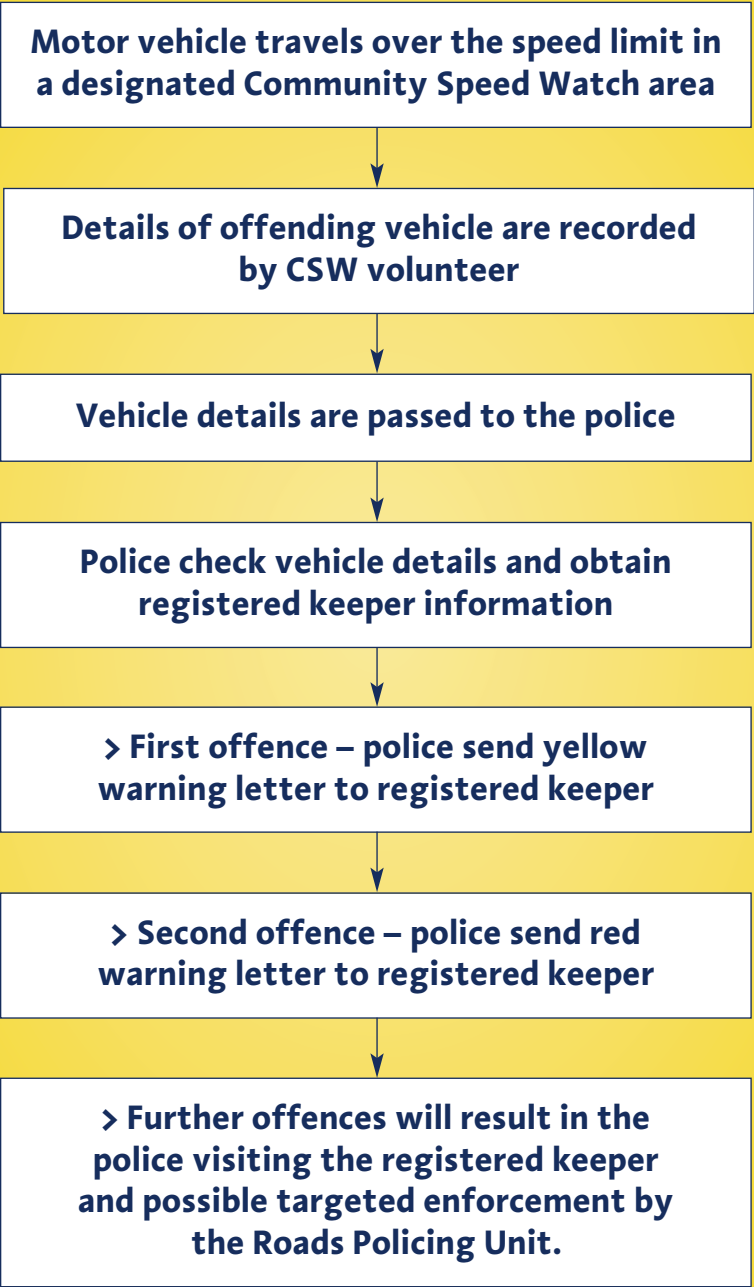 Motor vehicle travels over the speed limit in
a designated Community Speed Watch area
Details of offending vehicle are recorded
by CSW volunteer
Vehicle details are passed to the police
Police check vehicle details and obtain
registered keeper information
> First offence – police send yellow
warning letter to registered keeper
> Second offence – police send red
warning letter to registered keeper
> Further offences will result in the
police visiting the registered keeper
and possible targeted enforcement by
the Roads Policing Unit.